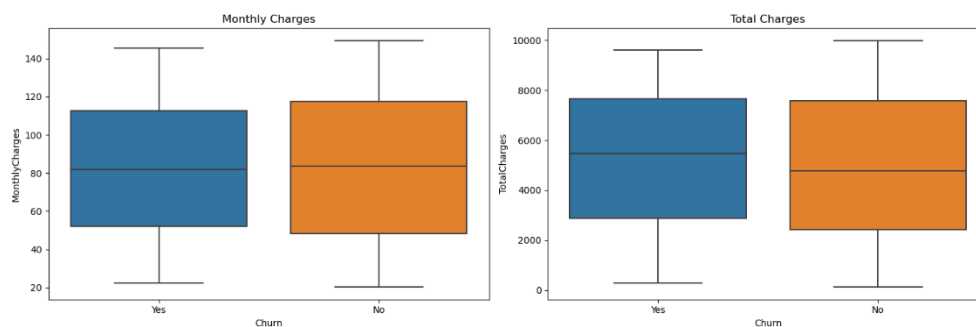 Monthly Charges
MonthlyCharges
140
120
100
80
60
40
20
Yes
No
Churn
Total Charges
TotalCharges
10000
8000
6000
4000
2000
0
Yes
No
Churn